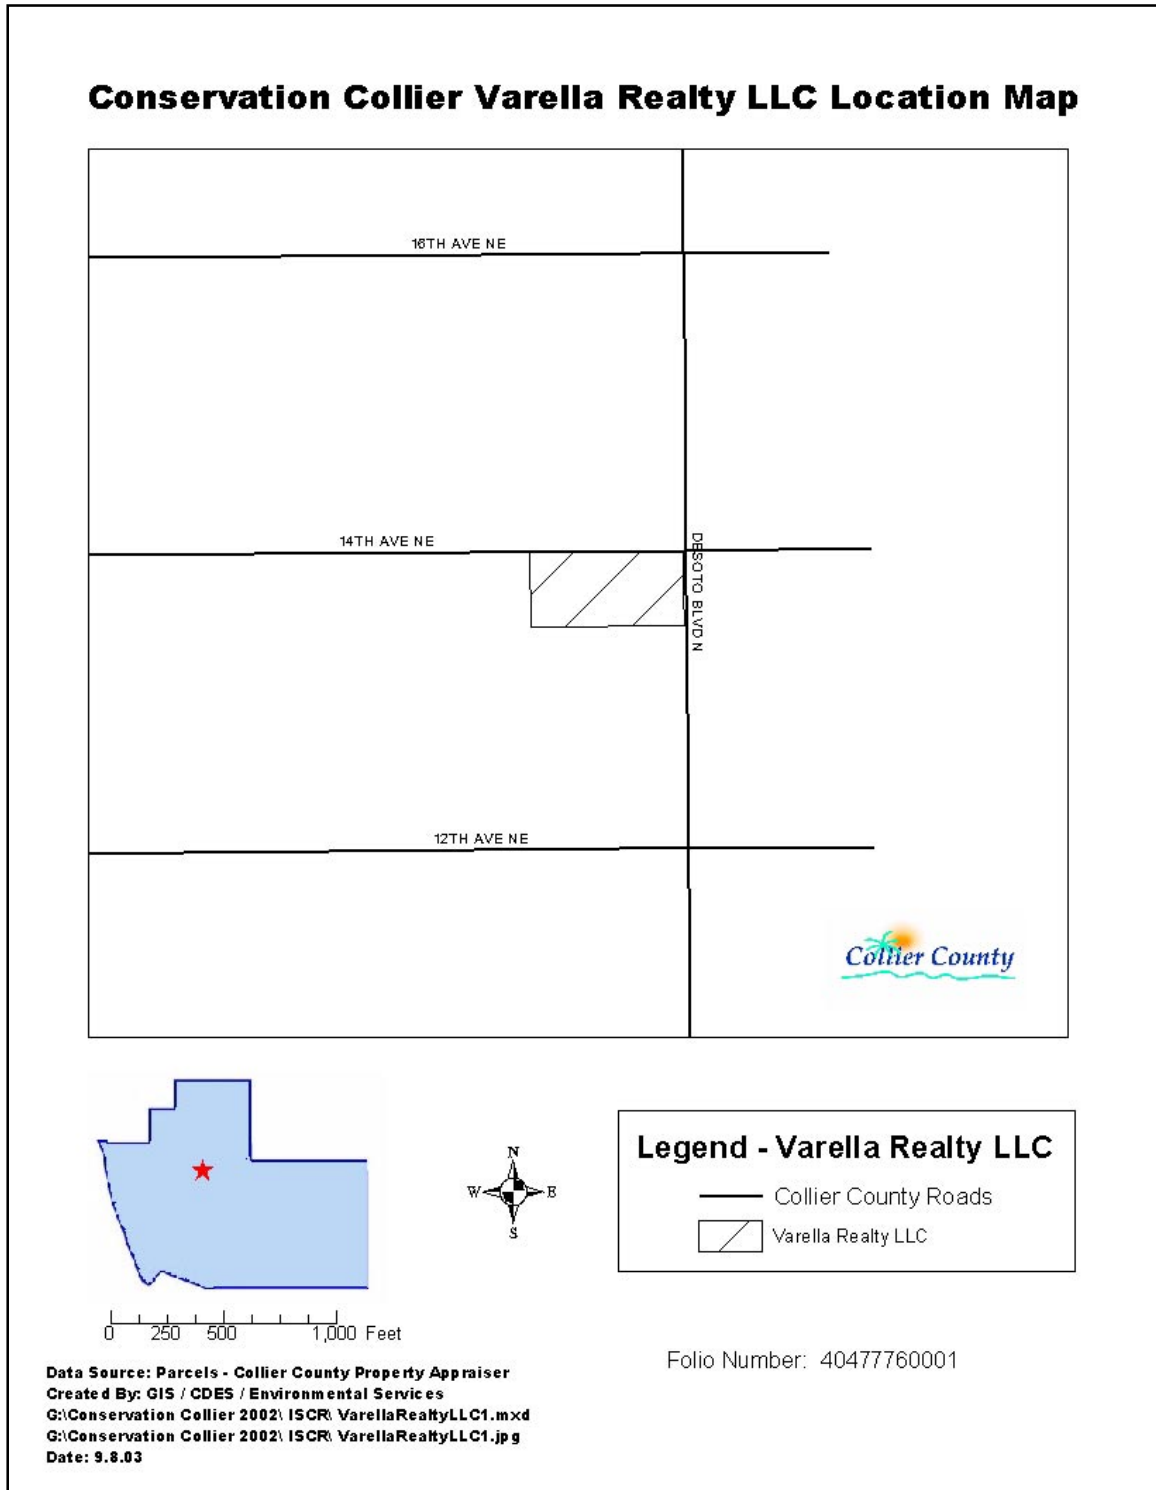 Conservation Collier Varella Realty LLC Location Map
16TH AVE NE
14TH AVE NE
DESOTO BLVD N
12TH AVE NE
Collier County
N
W E
S
Legend - Varella Realty LLC
Collier County Roads
Varella Realty LLC
0 250 500 1,000 Feet
Folio Number: 40477760001
Data Source: Parcels - Collier County Property Appraiser
Created By: GIS / CDES / Environmental Services
G:\Conservation Collier 2002\ ISCR\ VarellaRealtyLLC1.mxd
G:\Conservation Collier 2002\ ISCR\ VarellaRealtyLLC1.jpg
Date: 9.8.03